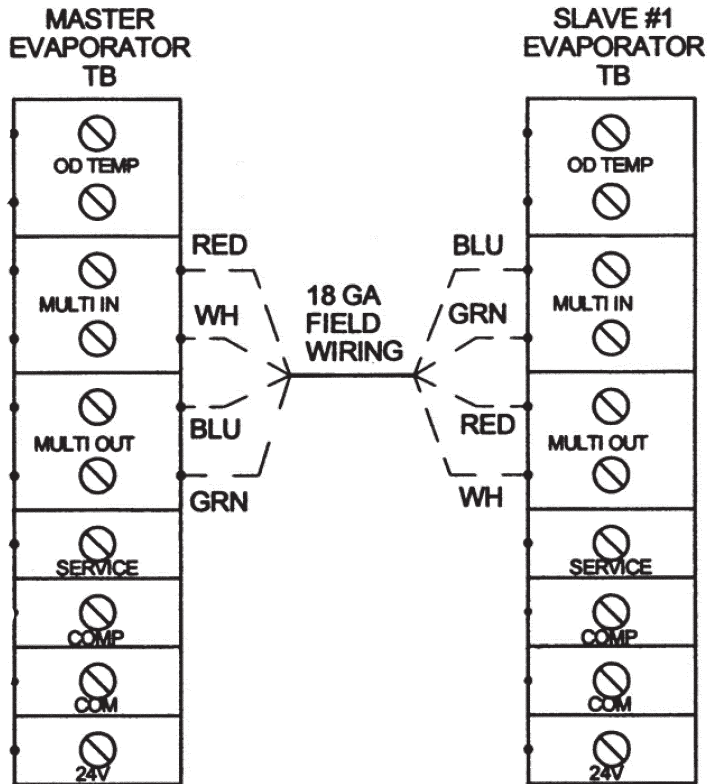 MASTER
EVAPORATOR
TB
OD TEMP
MULTI IN
MULTI OUT
SERVICE
COMP
COM
24V
RED
WH
BLU
GRN
18 GA
FIELD
WIRING
BLU
GRN
RED
WH
SLAVE #1
EVAPORATOR
TB
OD TEMP
MULTI IN
MULTI OUT
SERVICE
COMP
COM
24V